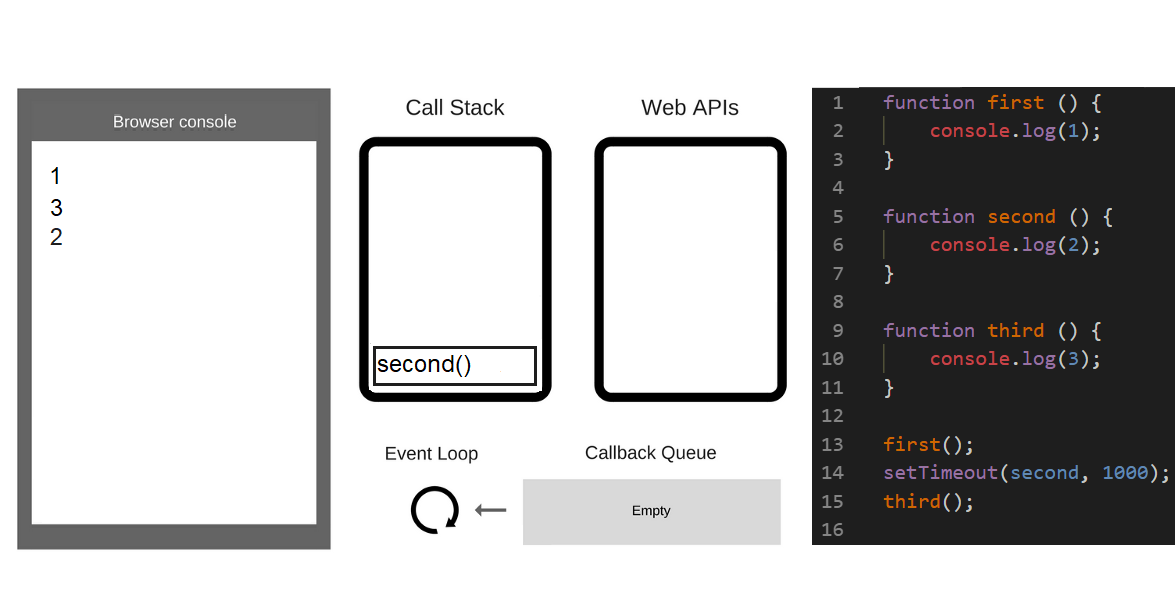 Browser console
1
3
2
Call Stack
second()
Web APIs
Event Loop
Callback Queue
Empty
1 function first () {
2     console.log(1);
3 }
4
5 function second () {
6     console.log(2);
7 }
8
9 function third () {
10     console.log(3);
11 }
12
13 first();
14 setTimeout(second, 1000);
15 third();
16